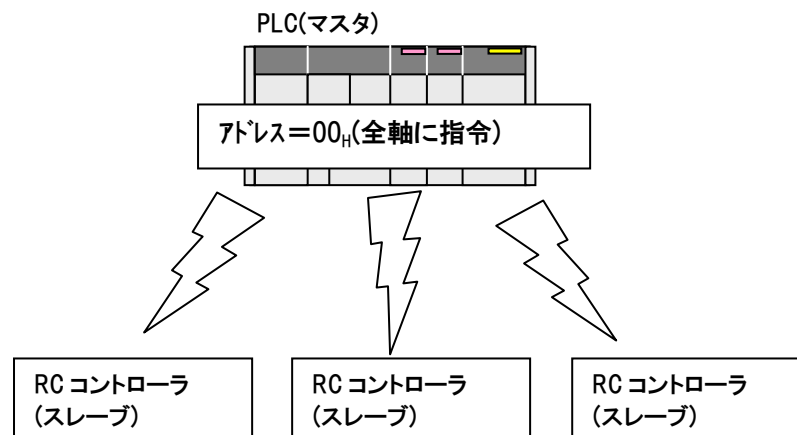 PLC(マスタ)
アドレス＝00H(全軸に指令)
RC コントローラ
(スレーブ)
RC コントローラ
(スレーブ)
RC コントローラ
(スレーブ)